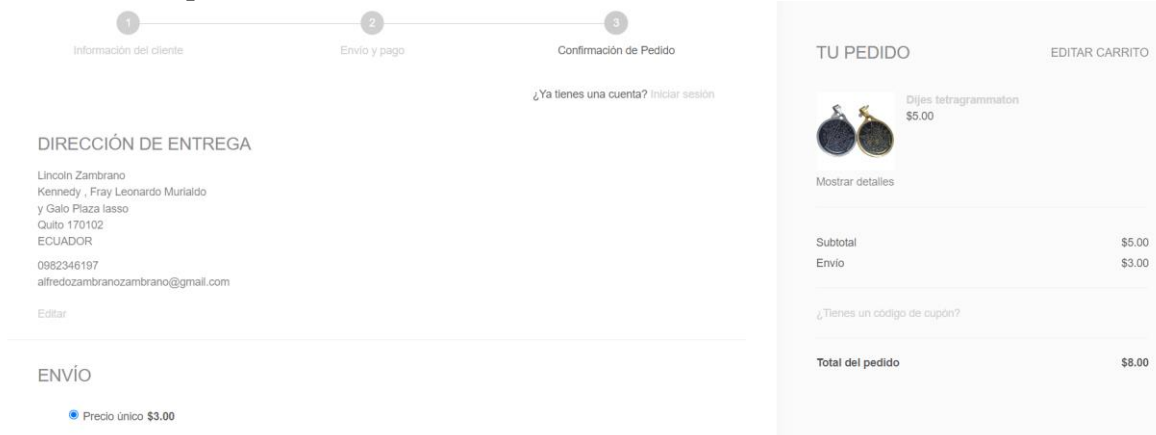 1
2
3
Información del cliente
Envío y pago
Confirmación de Pedido
¿Ya tienes una cuenta? Iniciar sesión
DIRECCIÓN DE ENTREGA
Lincoln Zambrano
Kennedy , Fray Leonardo Murialdo
y Galo Plaza lasso
Quito 170102
ECUADOR
0982346197
alfredozambranozambrano@gmail.com
Editar
ENVÍO
Precio único $3.00
TU PEDIDO
EDITAR CARRITO
Dijes tetragrammaton
$5.00
Mostrar detalles
Subtotal $5.00
Envío $3.00
¿Tienes un código de cupón?
Total del pedido $8.00